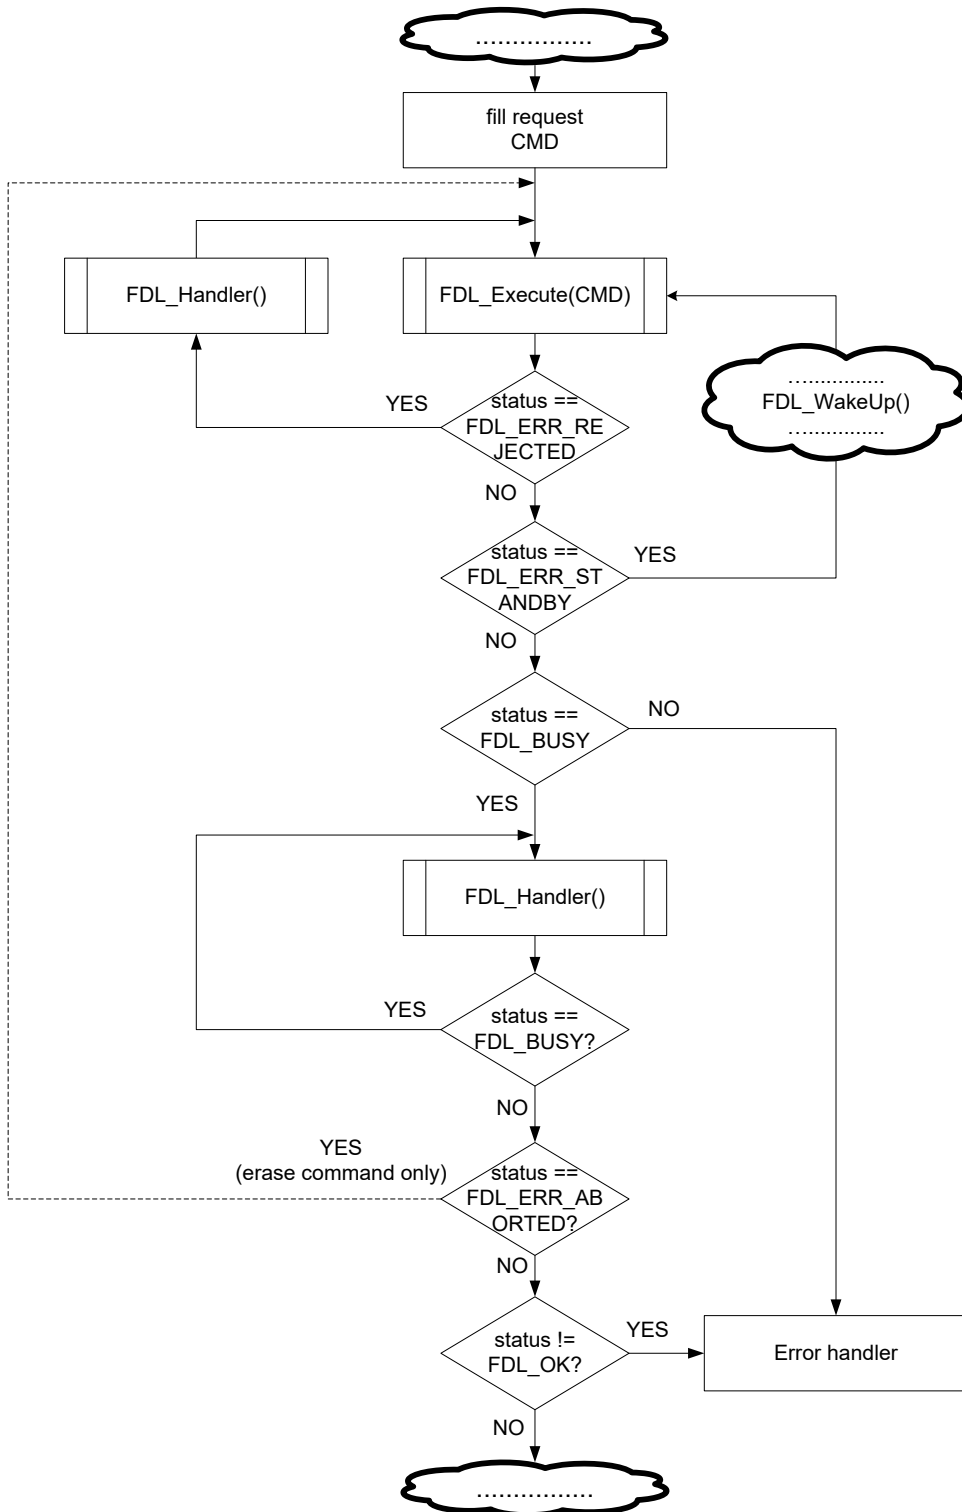 ................
fill request
CMD
FDL_Handler()
FDL_Execute(CMD)
................
FDL_WakeUp()
................
YES
status ==
FDL_ERR_RE
JECTED
NO
status ==
FDL_ERR_ST
ANDBY
YES
NO
status ==
FDL_BUSY
NO
YES
FDL_Handler()
YES
status ==
FDL_BUSY?
NO
YES
(erase command only)
status ==
FDL_ERR_AB
ORTED?
NO
status !=
FDL_OK?
YES
Error handler
NO
................